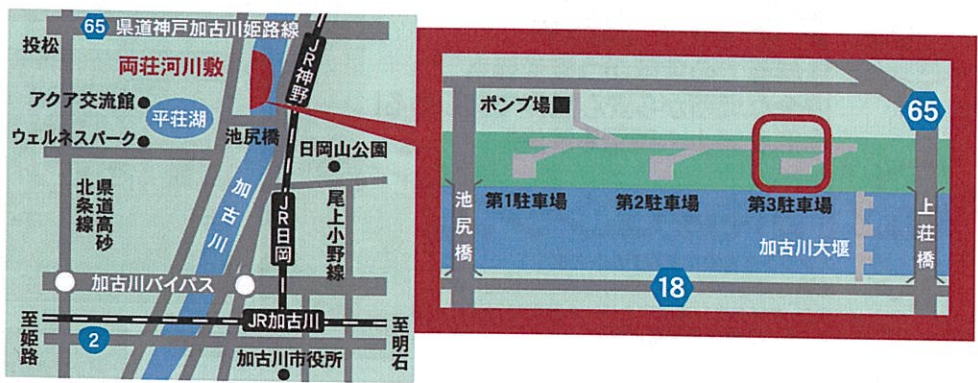 65 県道神戸加古川姫路線
投松
両荘河川敷
JR神野
アクア交流館
平荘湖
ウェルネスパーク
池尻橋
日岡山公園
県道高砂
北条線
加古川
JR日岡
尾上小野線
加古川バイパス
至姫路
2
JR加古川
至明石
加古川市役所
ポンプ場
65
第1駐車場
第2駐車場
第3駐車場
池尻橋
加古川大堰
上荘橋
18